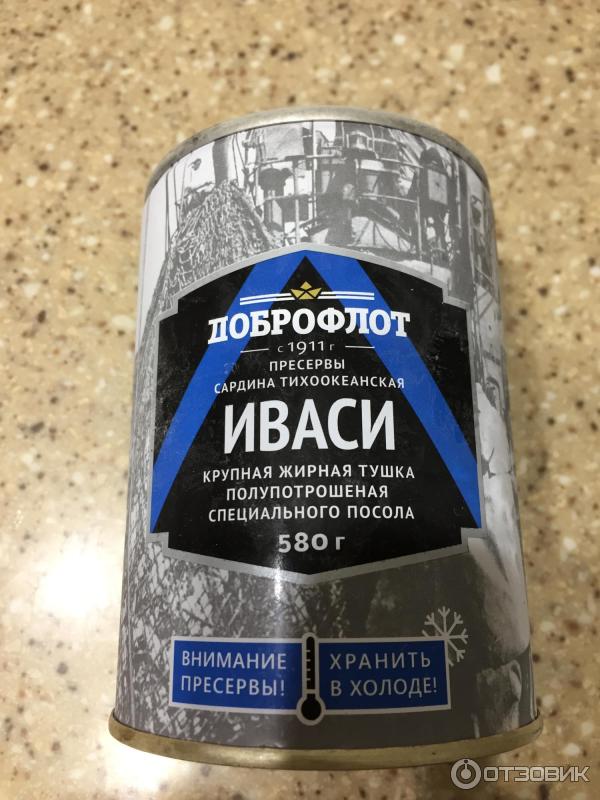 ДОБРОФЛОТ
с 1911 г
ПРЕСЕРВЫ
САРДИНА ТИХООКЕАНСКАЯ
ИВАСИ
КРУПНАЯ ЖИРНАЯ ТУШКА
ПОЛУПОТРОШЕНАЯ
СПЕЦИАЛЬНОГО ПОСОЛА
580 г
ВНИМАНИЕ
ПРЕСЕРВЫ!
ХРАНИТЬ
В ХОЛОДЕ!
ОТЗОВИК